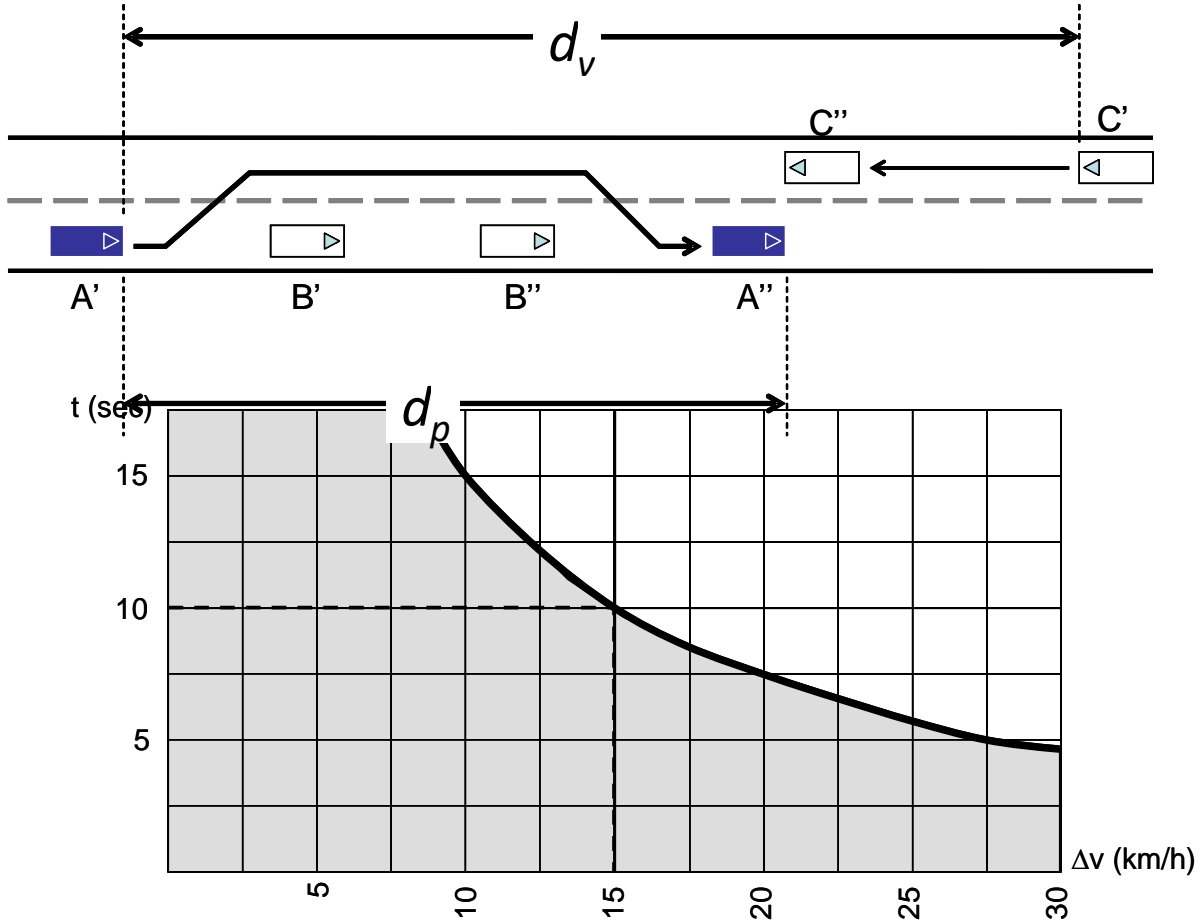 dv
C’’ C’
A’ B’ B’’ A’’
t (sec)
dp
15
10
5
Δv (km/h)
5 10 15 20 25 30